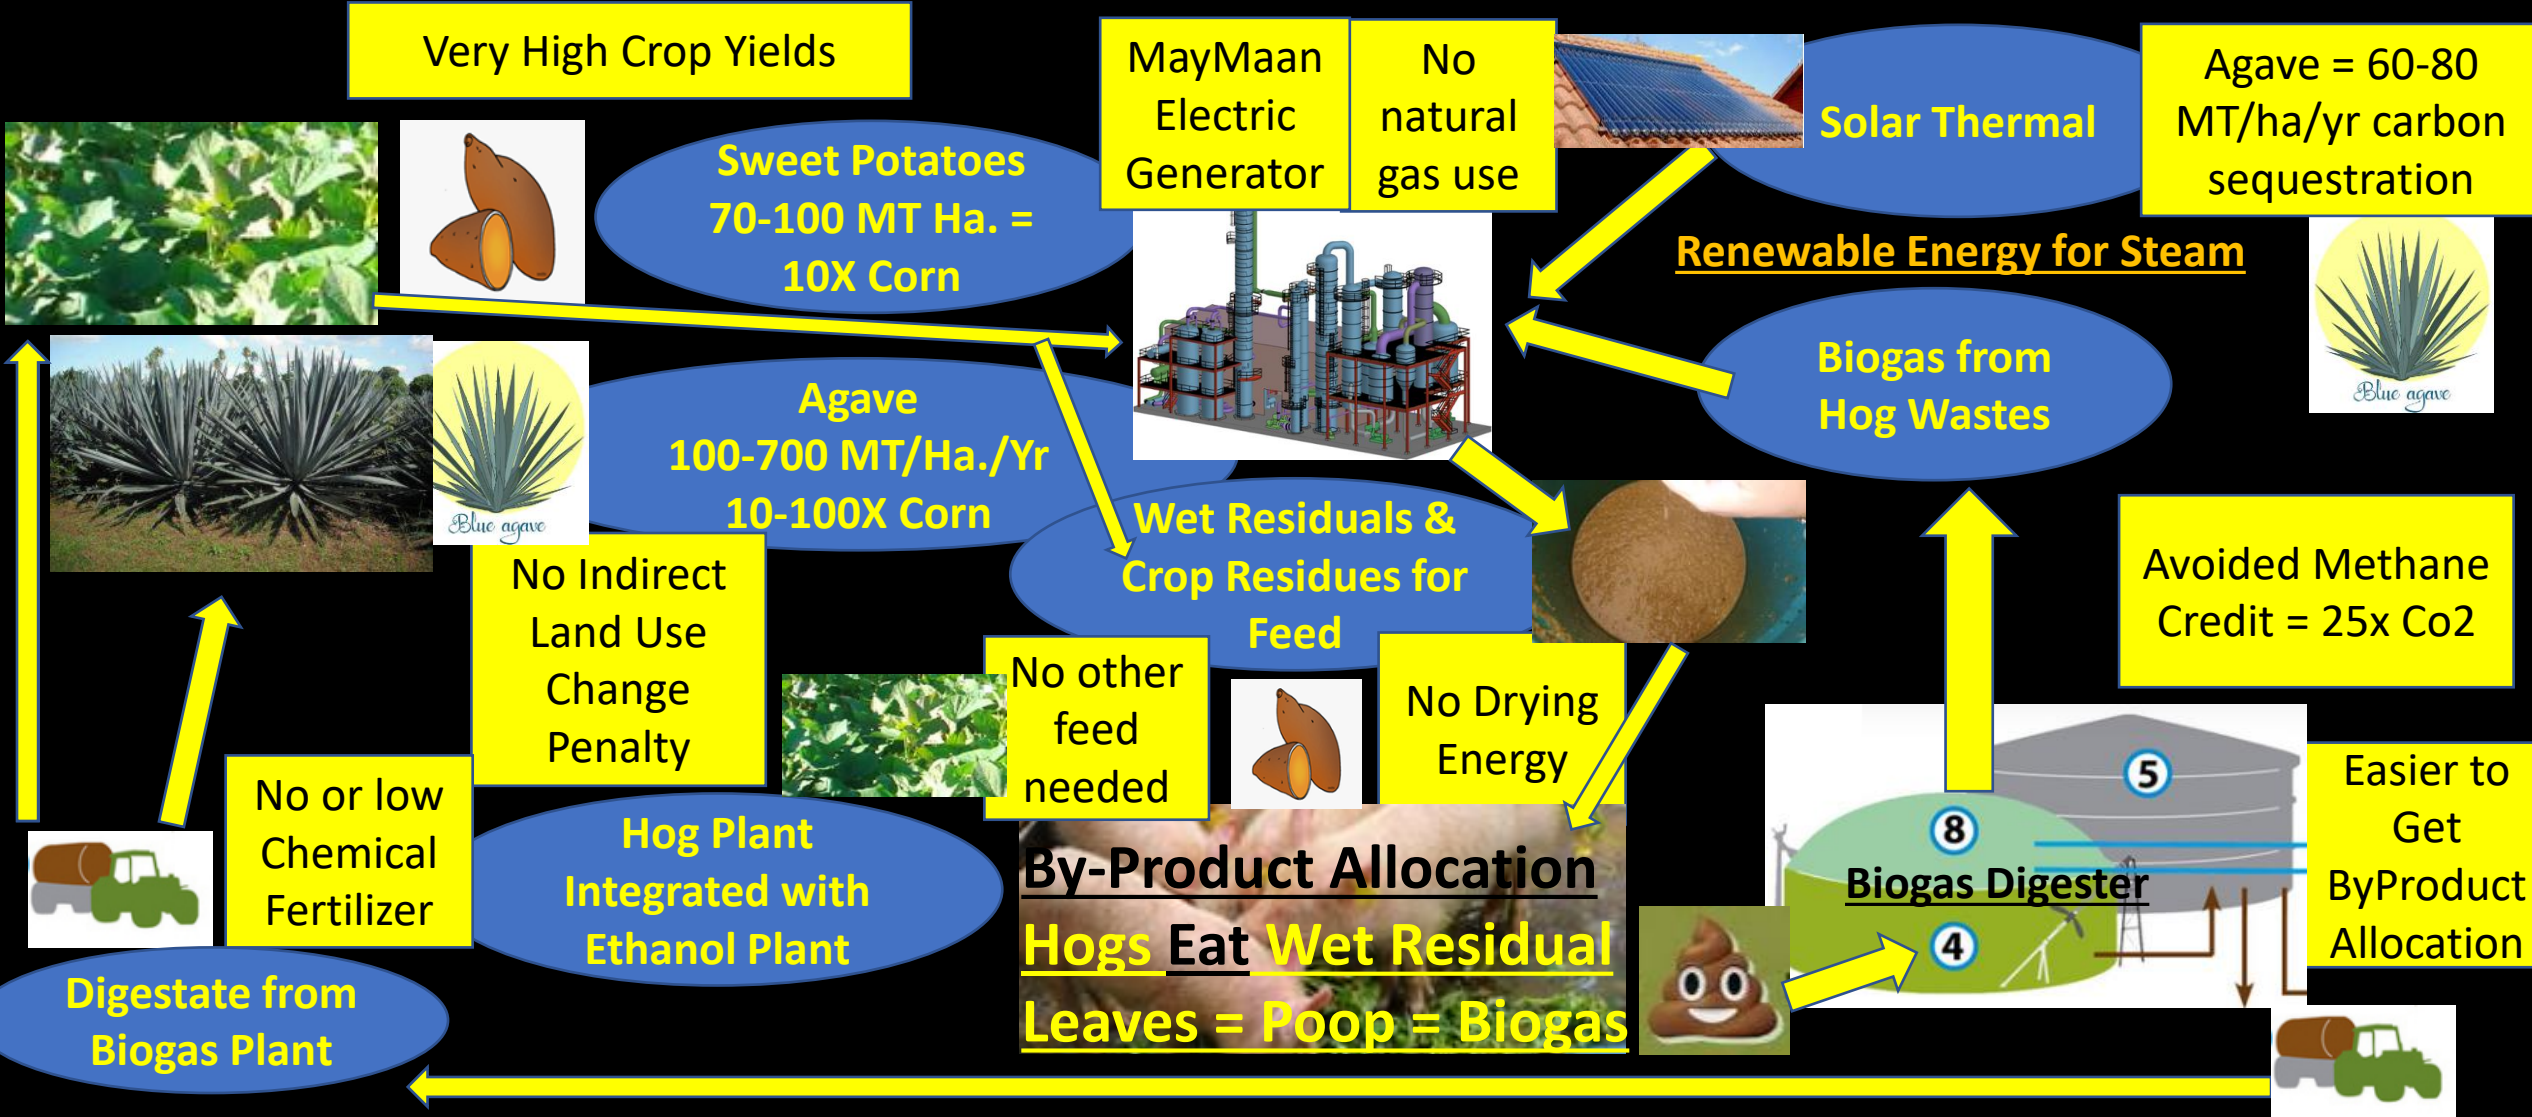 Very High Crop Yields
MayMaan
Electric
Generator
No
natural
gas use
Solar Thermal
Agave = 60-80
MT/ha/yr carbon
sequestration
Sweet Potatoes
70-100 MT Ha. =
10X Corn
Renewable Energy for Steam
Blue agave
Agave
100-700 MT/Ha./Yr
10-100X Corn
Blue agave
Biogas from
Hog Wastes
Wet Residuals &
Crop Residues for
Feed
Avoided Methane
Credit = 25x Co2
No Indirect
Land Use
Change
Penalty
No other
feed
needed
No Drying
Energy
No or low
Chemical
Fertilizer
Hog Plant
Integrated with
Ethanol Plant
By-Product Allocation
Hogs Eat Wet Residual
Leaves = Poop = Biogas
5
8
Biogas Digester
4
Easier to
Get
ByProduct
Allocation
Digestate from
Biogas Plant